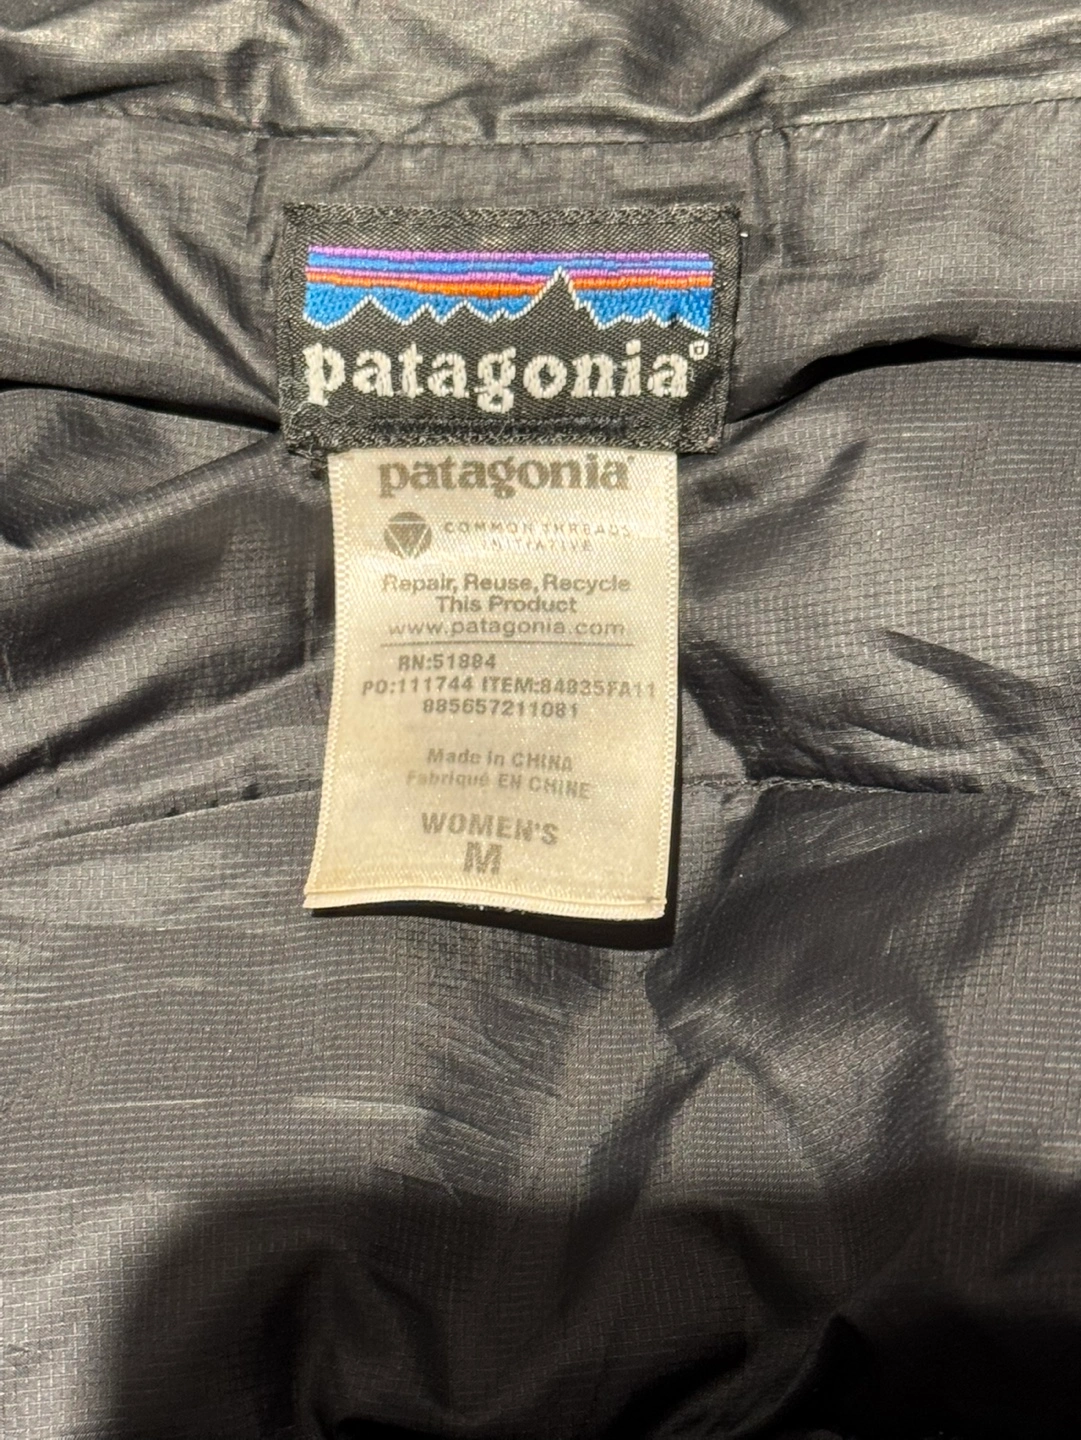 patagonia®
patagonia®
COMMON THREADS
INITIATIVE
Repair, Reuse, Recycle
This Product
www.patagonia.com
RN:51884
PO:111744 ITEM:84835FA11
885657211081
Made in CHINA
Fabriqué EN CHINE
WOMEN'S
M